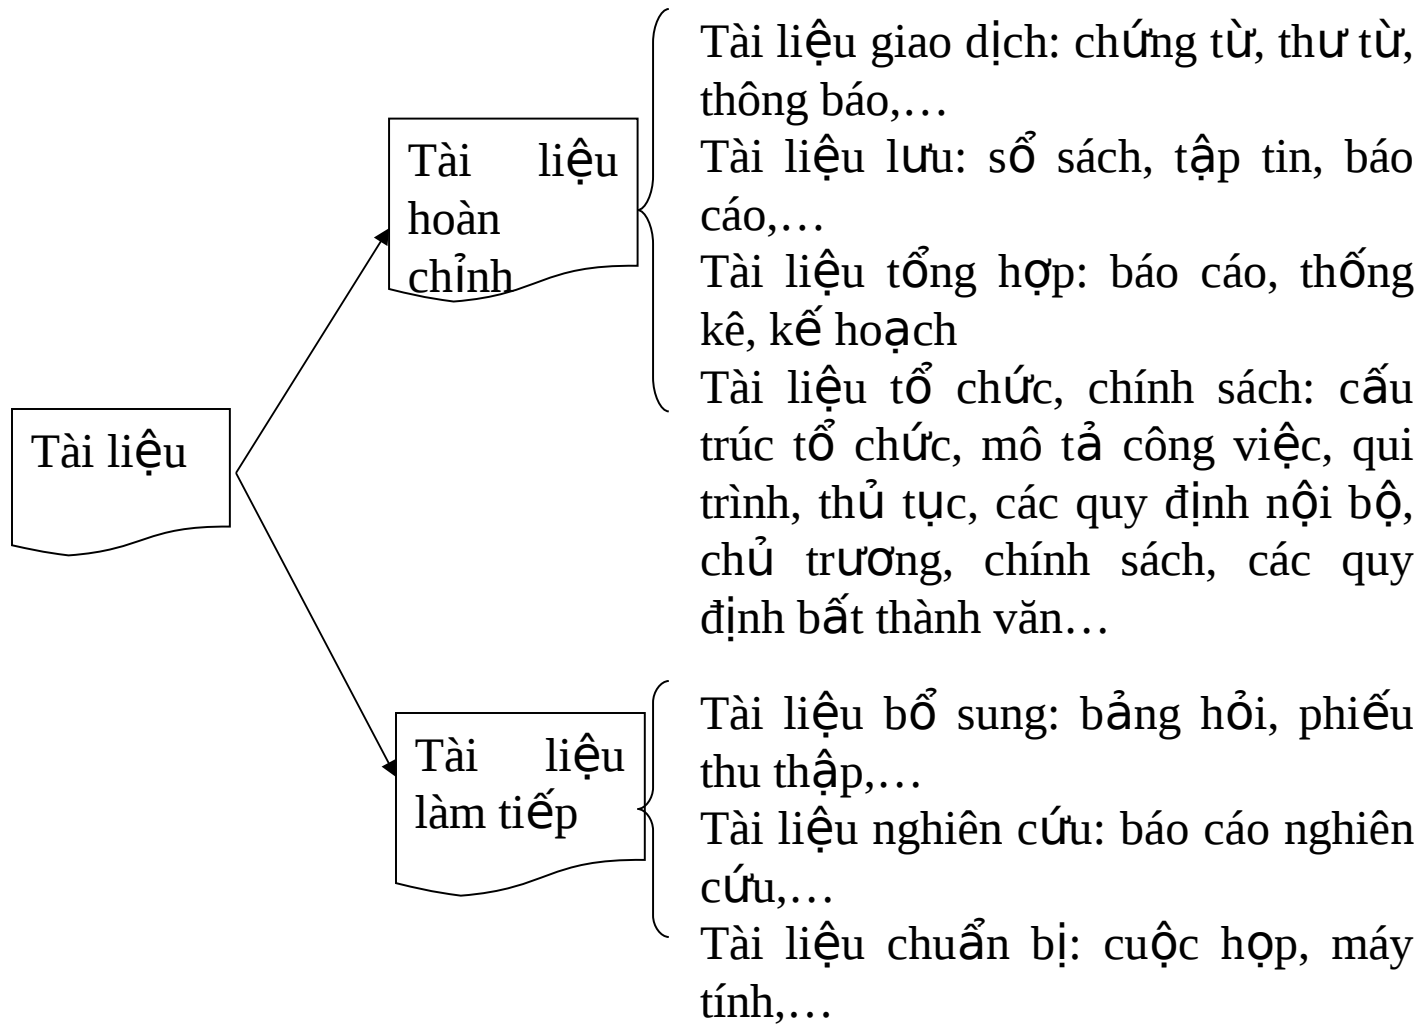 Tài liệu giao dịch: chứng từ, thư từ,
thông báo,…
Tài liệu lưu: sổ sách, tập tin, báo
cáo,…
Tài liệu tổng hợp: báo cáo, thống
kê, kế hoạch
Tài liệu tổ chức, chính sách: cấu
trúc tổ chức, mô tả công việc, qui
trình, thủ tục, các quy định nội bộ,
chủ trương, chính sách, các quy
định bất thành văn…
Tài liệu
hoàn
chỉnh
Tài liệu
Tài liệu
làm tiếp
Tài liệu bổ sung: bảng hỏi, phiếu
thu thập,…
Tài liệu nghiên cứu: báo cáo nghiên
cứu,…
Tài liệu chuẩn bị: cuộc họp, máy
tính,…